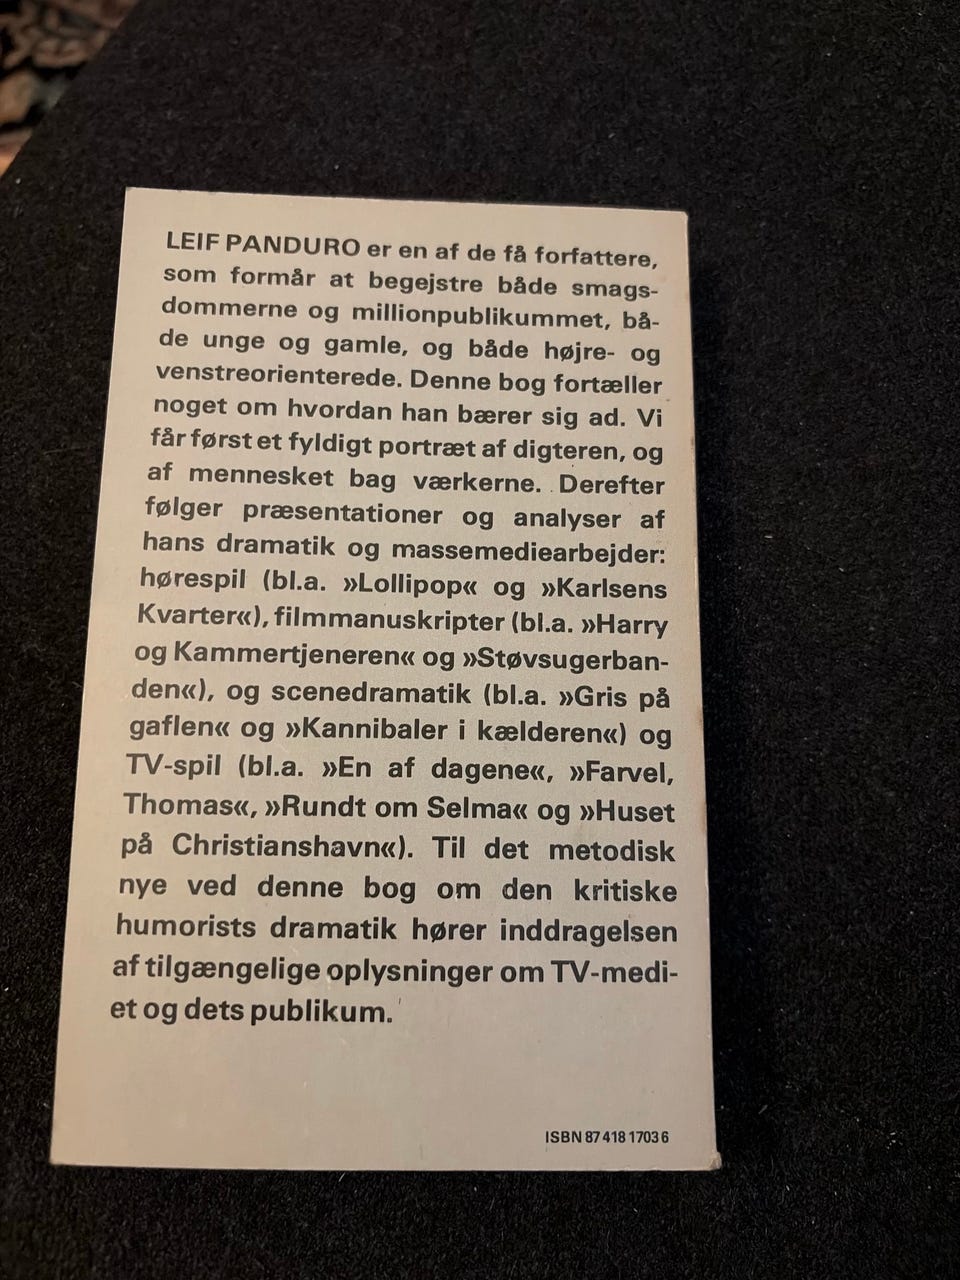 LEIF PANDURO er en af de få forfattere,
som formår at begejstre både smags-
dommerne og millionpublikummet, bå-
de unge og gamle, og både højre- og
venstreorienterede. Denne bog fortæller
noget om hvordan han bærer sig ad. Vi
får først et fyldigt portræt af digteren, og
af mennesket bag værkerne. Derefter
følger præsentationer og analyser af
hans dramatik og massemediearbejder:
hørespil (bl.a. »Lollipop« og »Karlsens
Kvarter«), filmmanuskripter (bl.a. »Harry
og Kammertjeneren« og »Støvsugerban-
den«), og scenedramatik (bl.a. »Gris på
gaflen« og »Kannibaler i kælderen«) og
TV-spil (bl.a. »En af dagene«, »Farvel,
Thomas«, »Rundt om Selma« og »Huset
på Christianshavn«). Til det metodisk
nye ved denne bog om den kritiske
humorists dramatik hører inddragelsen
af tilgængelige oplysninger om TV-medi-
et og dets publikum.
ISBN 87 418 1703 6